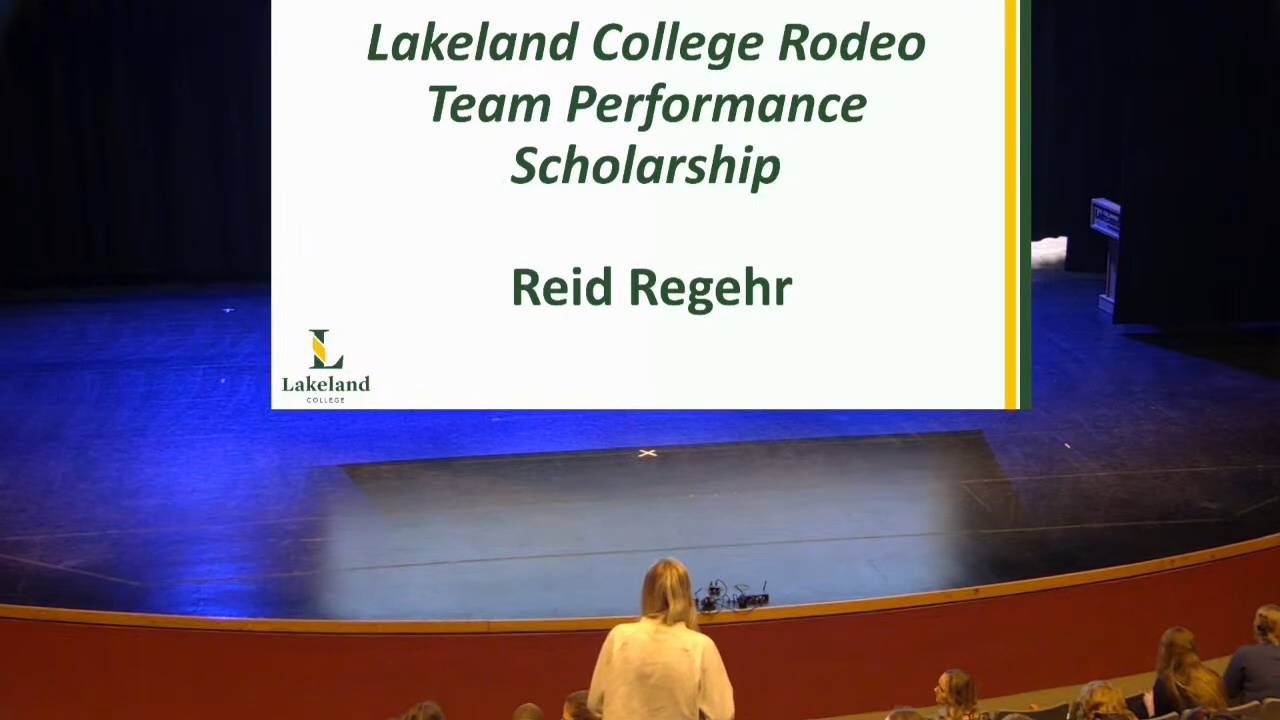 Lakeland College Rodeo
Team Performance
Scholarship
Reid Regehr
Lakeland
COLLEGE